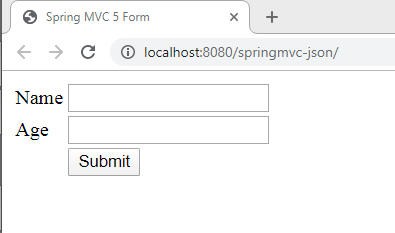 Spring MVC 5 Form
localhost:8080/springmvc-json/
Name
Age
Submit